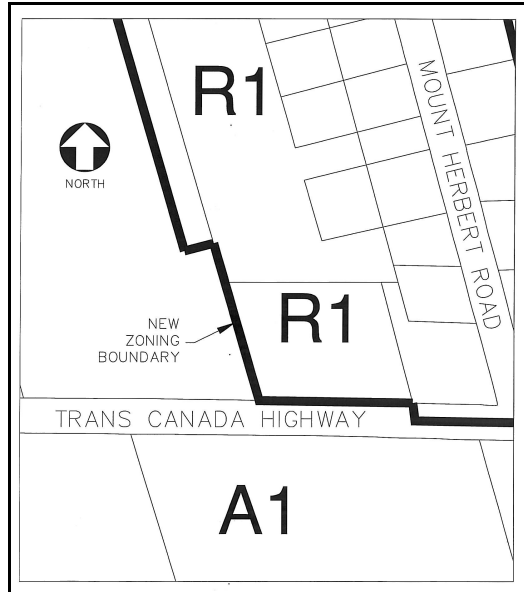 R1
MOUNT HERBERT ROAD
NORTH
R1
NEW
ZONING
BOUNDARY
TRANS CANADA HIGHWAY
A1